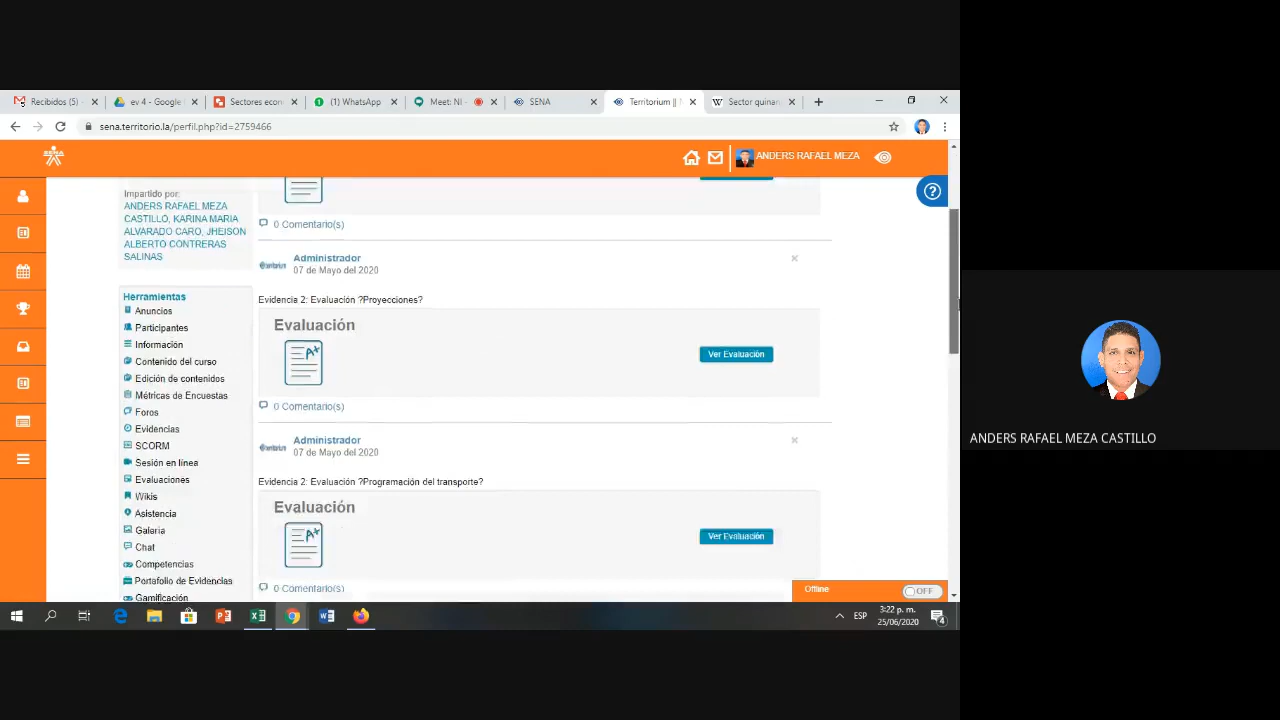 Recibidos (5)
ev 4 - Google
Sectores econ
(1) WhatsApp
Meet: NI -
SENA
Territorium ||
Sector quinar
sena.territorio.la/perfil.php?id=2759466
SENA
ANDERS RAFAEL MEZA
Impartido por:
ANDERS RAFAEL MEZA
CASTILLO, KARINA MARIA
ALVARADO CARO, JHEISON
ALBERTO CONTRERAS
SALINAS
Herramientas
Anuncios
Participantes
Información
Contenido del curso
Edición de contenidos
Métricas de Encuestas
Foros
Evidencias
SCORM
Sesión en línea
Evaluaciones
Wikis
Asistencia
Galeria
Chat
Competencias
Portafolio de Evidencias
Gamificación
0 Comentario(s)
Administrador
07 de Mayo del 2020
Evidencia 2: Evaluación ?Proyecciones?
Evaluación
A+
Ver Evaluación
0 Comentario(s)
Administrador
07 de Mayo del 2020
Evidencia 2: Evaluación ?Programación del transporte?
Evaluación
A+
Ver Evaluación
0 Comentario(s)
Offline
OFF
ESP
3:22 p. m.
25/06/2020
4
ANDERS RAFAEL MEZA CASTILLO